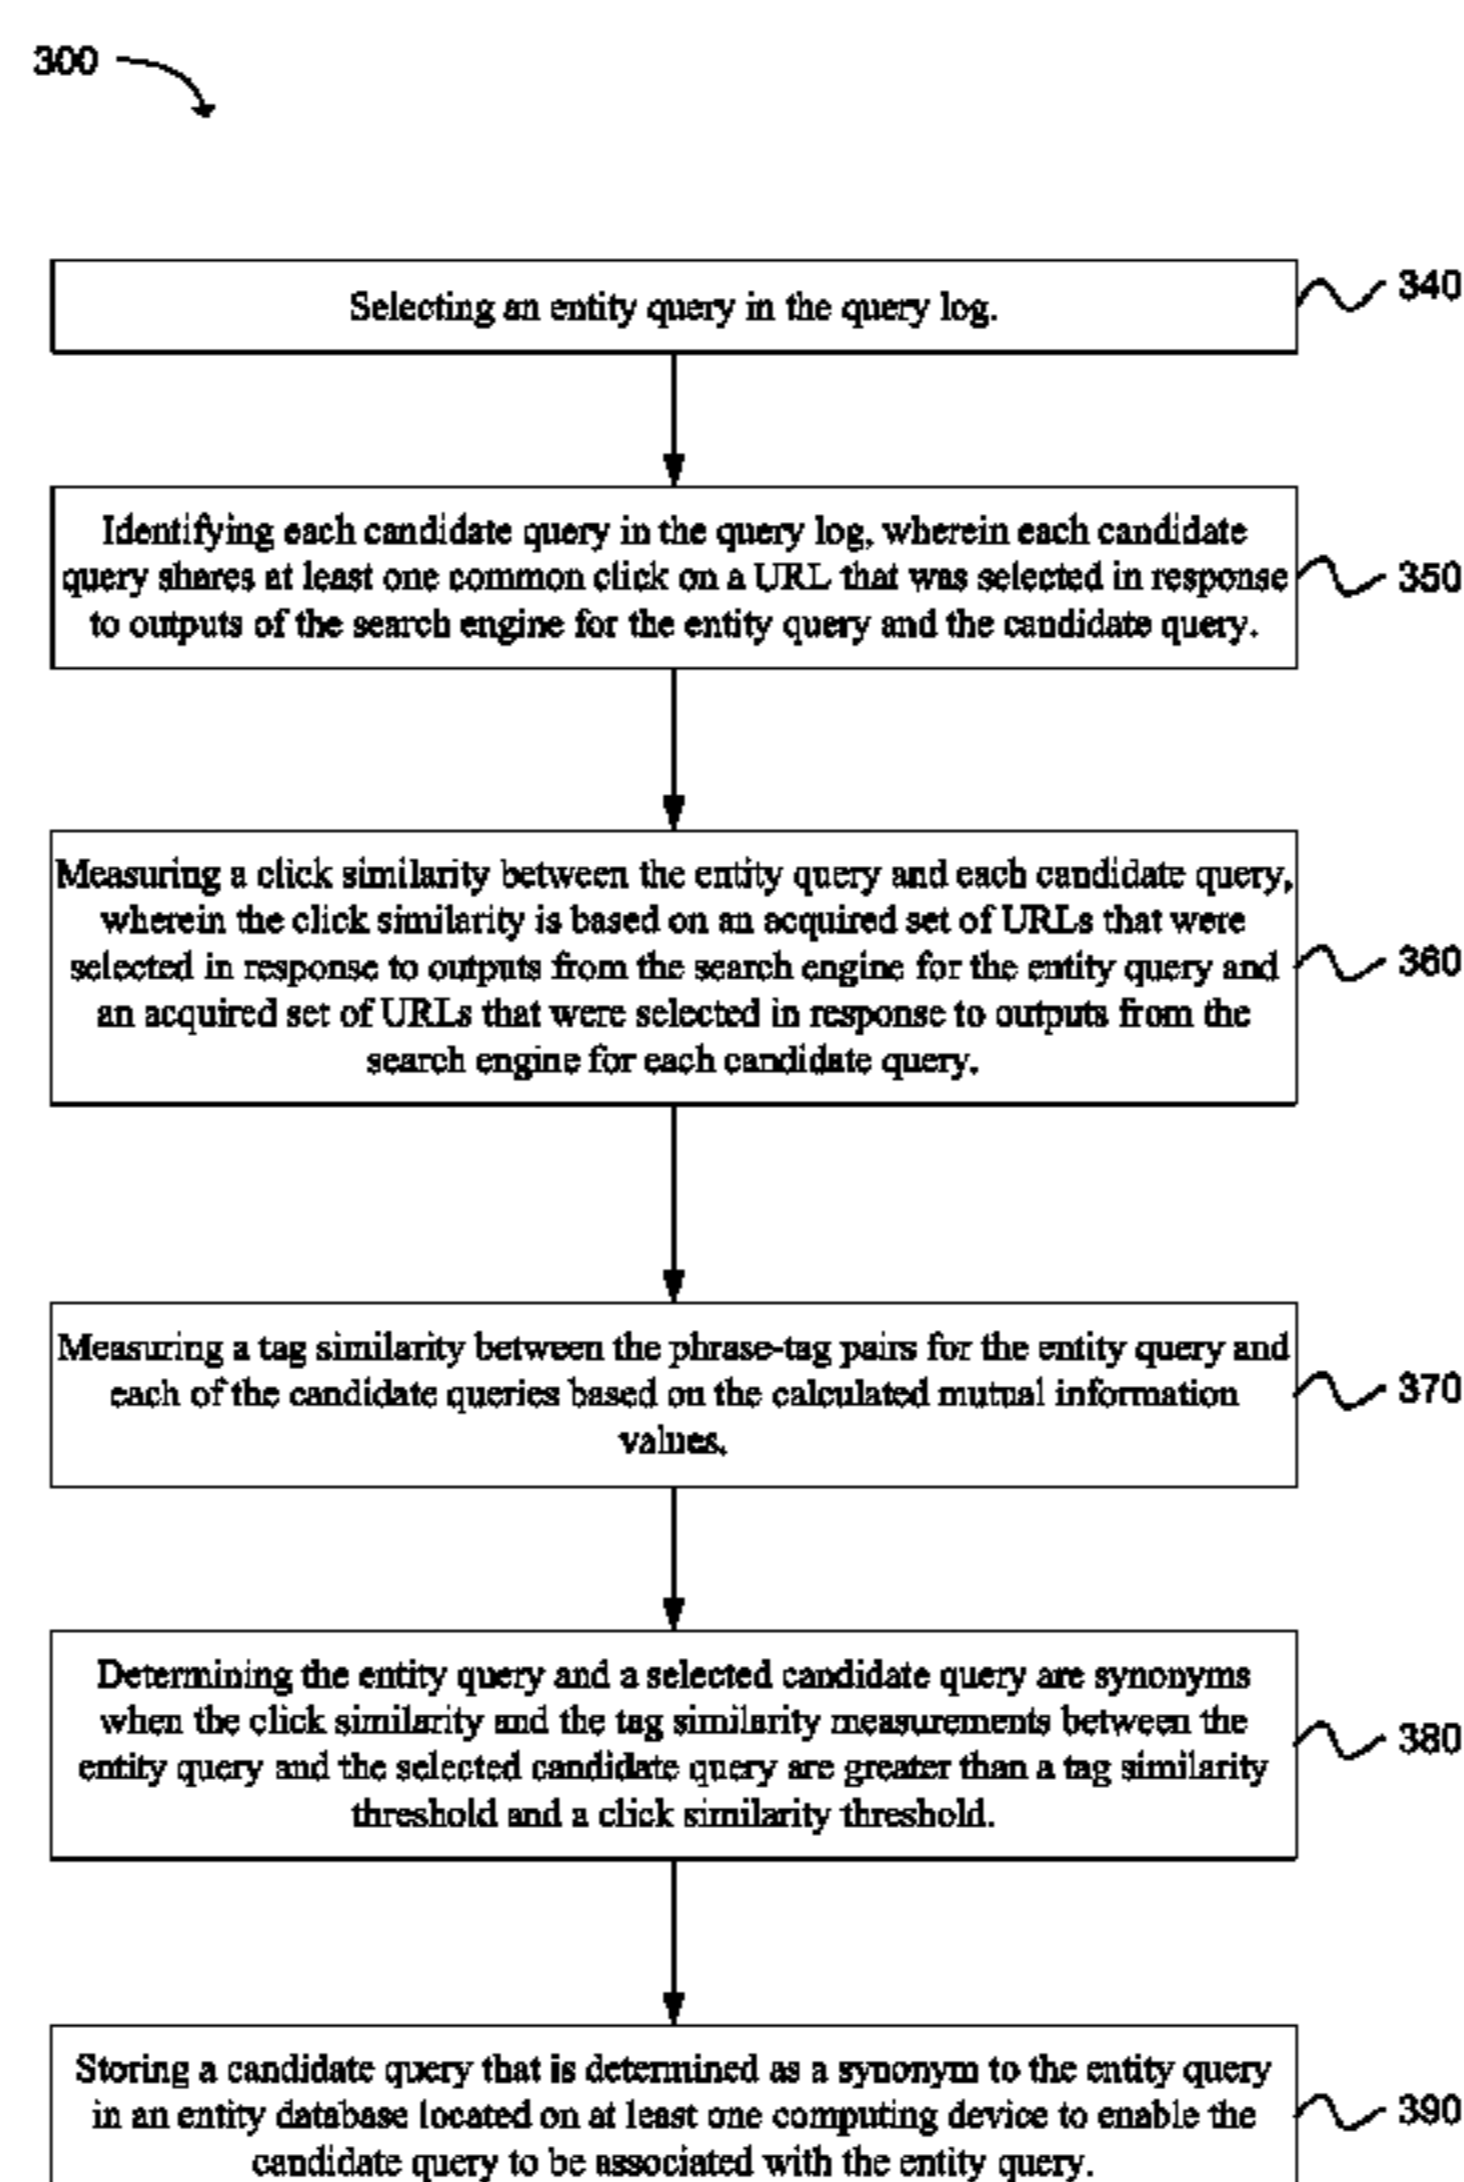 300
Selecting an entity query in the query log.
340
Identifying each candidate query in the query log, wherein each candidate
query shares at least one common click on a URL that was selected in response
to outputs of the search engine for the entity query and the candidate query.
350
Measuring a click similarity between the entity query and each candidate query,
wherein the click similarity is based on an acquired set of URLs that were
selected in response to outputs from the search engine for the entity query and
an acquired set of URLs that were selected in response to outputs from the
search engine for each candidate query.
360
Measuring a tag similarity between the phrase-tag pairs for the entity query and
each of the candidate queries based on the calculated mutual information
values.
370
Determining the entity query and a selected candidate query are synonyms
when the click similarity and the tag similarity measurements between the
entity query and the selected candidate query are greater than a tag similarity
threshold and a click similarity threshold.
380
Storing a candidate query that is determined as a synonym to the entity query
in an entity database located on at least one computing device to enable the
candidate query to be associated with the entity query.
390